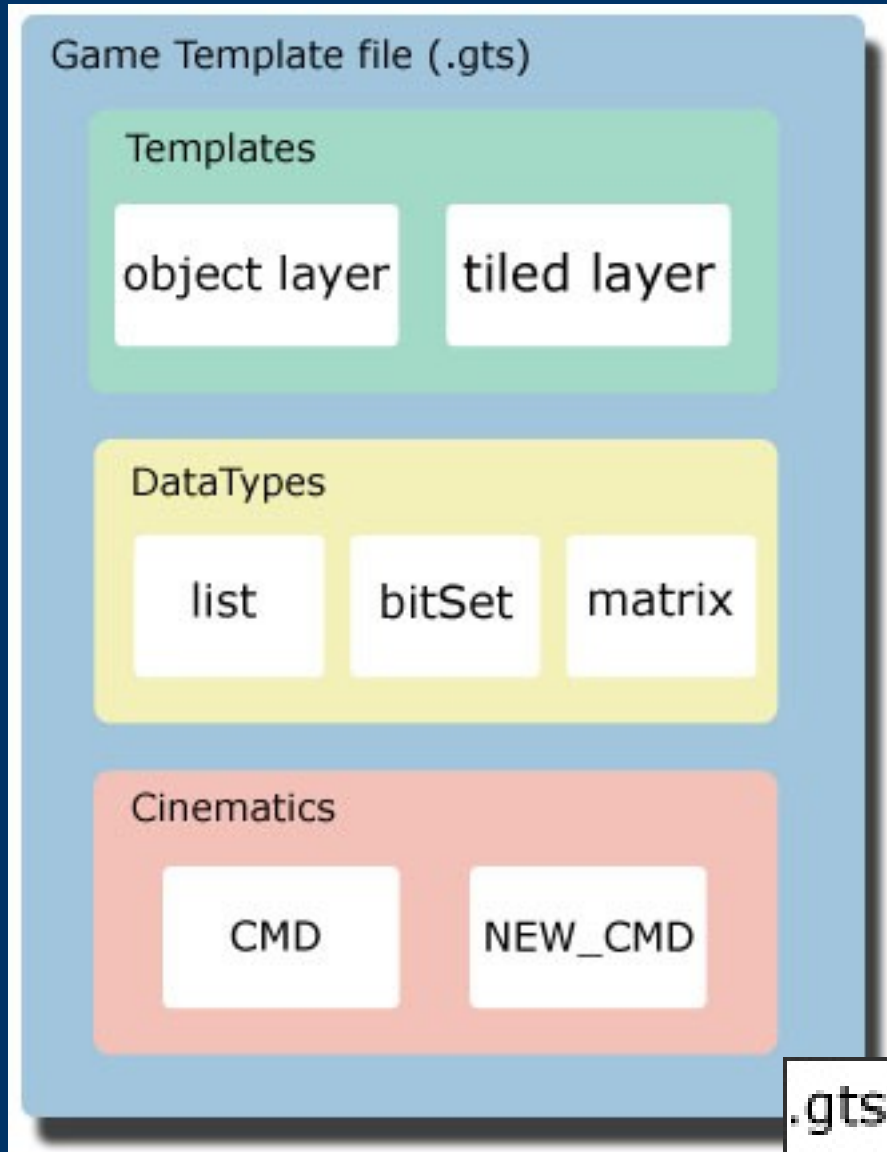 Game Template file (.gts)
Templates
object layer
tiled layer
DataTypes
list
bitSet
matrix
Cinematics
CMD
NEW_CMD
.gts